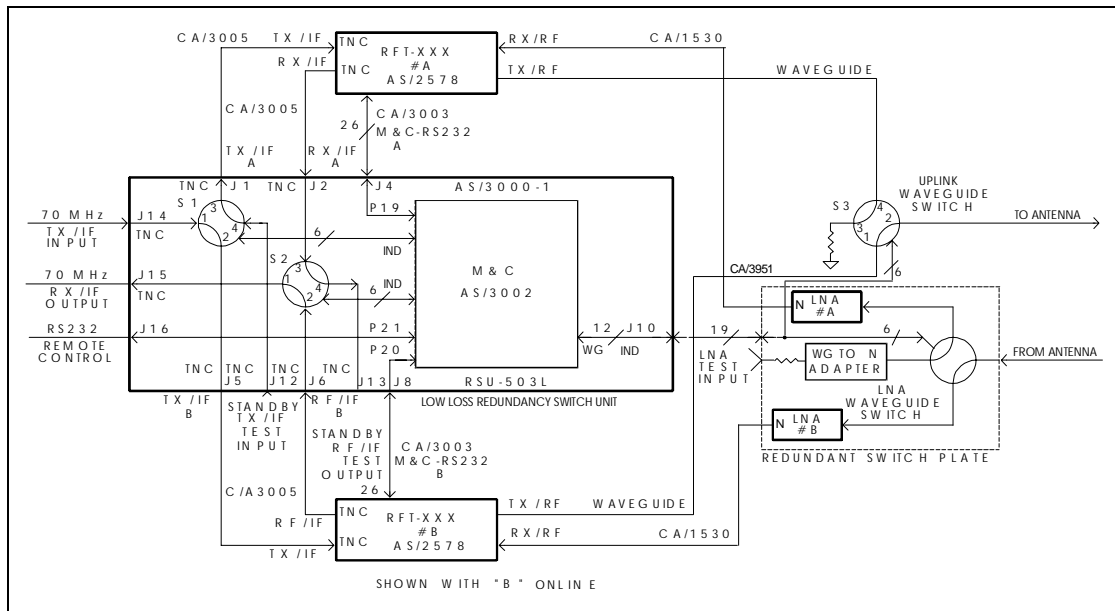 CA/3005
TX/IF
TNC
RFT-XXX
#A
AS/2578
RX/RF
CA/1530
RX/IF
TNC
TX/RF
WAVEGUIDE
CA/3005
26
CA/3003
M&C-RS232
A
TX/IF
A
RX/IF
A
TNC
J1
TNC
J2
J4
AS/3000-1
UPLINK
WAVEGUIDE
SWITCH
S1
P19
S3
70 MHz
J14
TX/IF
INPUT
TNC
3
1
4
2
6
IND
4
2
3
1
TO ANTENNA
S2
M&C
AS/3002
70 MHz
J15
RX/IF
OUTPUT
TNC
3
1
4
2
6
IND
CA/3951
6
N
LNA
#A
RS232
J16
REMOTE
CONTROL
P21
P20
12
J10
WG
IND
19
6
LNA
TEST
INPUT
WG TO N
ADAPTER
FROM ANTENNA
TNC
TNC
TNC
J5
J12
J6
J13
J8
RSU-503L
LNA
WAVEGUIDE
SWITCH
TX/IF
B
STANDBY
TX/IF
TEST
INPUT
RF/IF
B
LOW LOSS REDUNDANCY SWITCH UNIT
N
LNA
#B
REDUNDANT SWITCH PLATE
STANDBY
RF/IF
TEST
OUTPUT
CA/3003
M&C-RS232
B
C/A3005
26
RF/IF
TNC
RFT-XXX
#B
AS/2578
TX/RF
WAVEGUIDE
TX/IF
TNC
RX/RF
CA/1530
SHOWN WITH "B" ONLINE